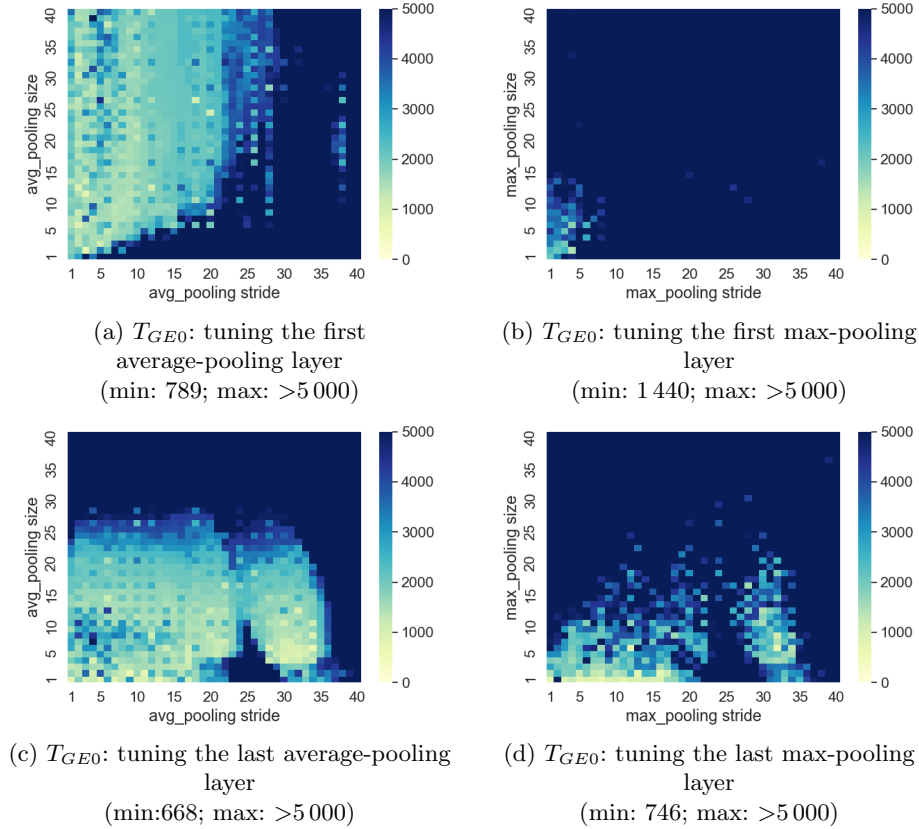 40
35
30
25
20
15
10
5
1
avg_pooling size
1 5 10 15 20 25 30 35 40
avg_pooling stride
5000
4000
3000
2000
1000
0
40
35
30
25
20
15
10
5
1
max_pooling size
1 5 10 15 20 25 30 35 40
max_pooling stride
5000
4000
3000
2000
1000
0
(a) T_{GE0}: tuning the first
average-pooling layer
(min: 789; max: >5 000)
(b) T_{GE0}: tuning the first max-pooling
layer
(min: 1 440; max: >5 000)
40
35
30
25
20
15
10
5
1
avg_pooling size
1 5 10 15 20 25 30 35 40
avg_pooling stride
5000
4000
3000
2000
1000
0
40
35
30
25
20
15
10
5
1
max_pooling size
1 5 10 15 20 25 30 35 40
max_pooling stride
5000
4000
3000
2000
1000
0
(c) T_{GE0}: tuning the last average-pooling
layer
(min:668; max: >5 000)
(d) T_{GE0}: tuning the last max-pooling
layer
(min: 746; max: >5 000)